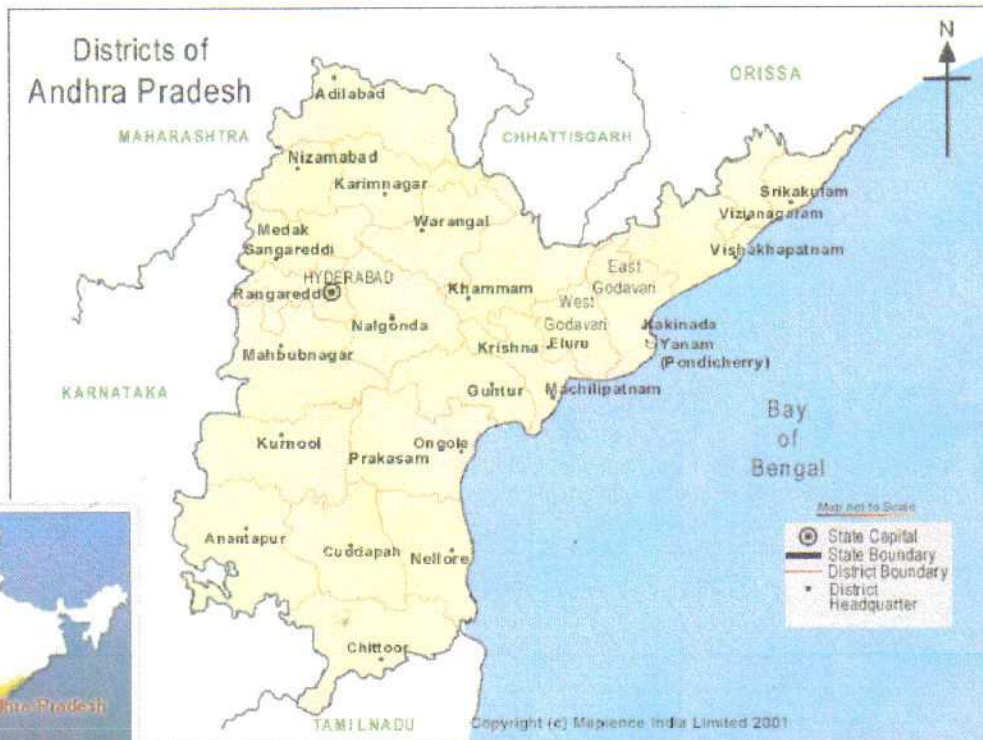 Districts of
Andhra Pradesh
N
ORISSA
MAHARASHTRA
CHHATTISGARH
Adilabad
Nizamabad
Karimnagar
Srikakulam
Warangal
Vizianagaram
Medak
Sangareddi
Vishakhapatnam
HYDERABAD
East
Godavari
Rangaredd
Khammam
West
Godavari
Nalgonda
Kakinada
Mahbubnagar
Krishna
Eluru
Yanam
(Pondicherry)
KARNATAKA
Guntur
Machilipatnam
Bay
of
Bengal
Kurnool
Ongole
Prakasam
Map not to Scale
State Capital
State Boundary
District Boundary
District
Headquarter
Anantapur
Cuddapah
Nellore
Chittoor
dhra Pradesh
TAMILNADU
Copyright (c) Mapience India Limited 2001